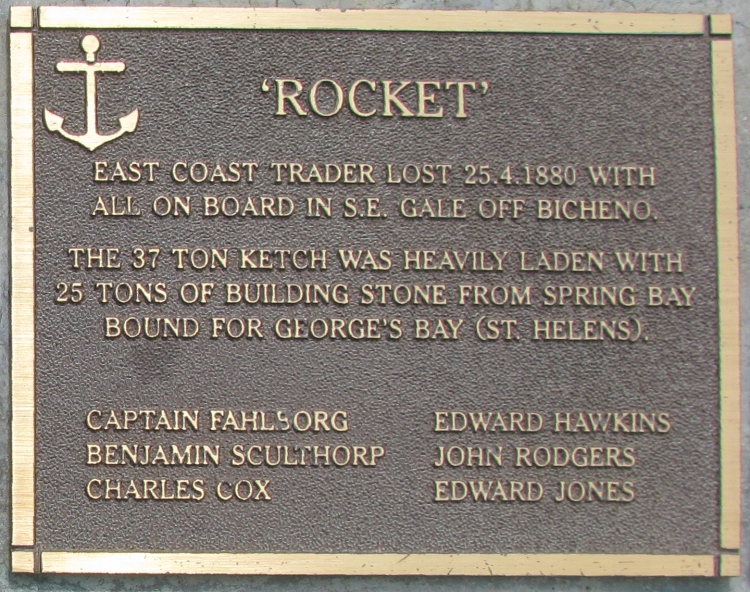 'ROCKET'
EAST COAST TRADER LOST 25.4.1880 WITH
ALL ON BOARD IN S.E. GALE OFF BICHENO.
THE 37 TON KETCH WAS HEAVILY LADEN WITH
25 TONS OF BUILDING STONE FROM SPRING BAY
BOUND FOR GEORGE'S BAY (ST. HELENS).
CAPTAIN FAHLBORG
BENJAMIN SCULTHORP
CHARLES COX
EDWARD HAWKINS
JOHN RODGERS
EDWARD JONES